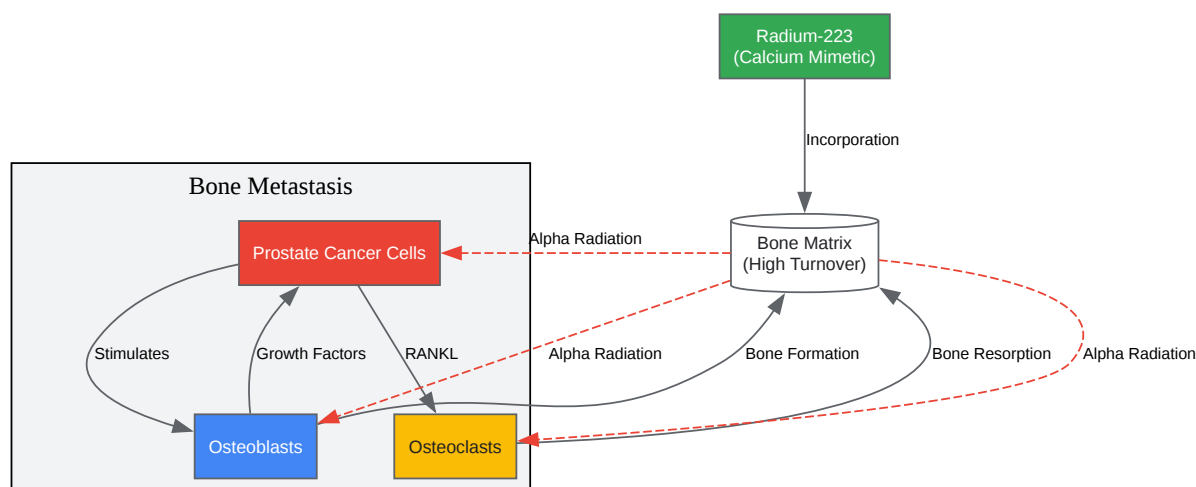 Radium-223
(Calcium Mimetic)
Incorporation
Bone Metastasis
Prostate Cancer Cells
Alpha Radiation
Bone Matrix
(High Turnover)
Stimulates
Growth Factors
RANKL
Alpha Radiation
Bone Formation
Bone Resorption
Alpha Radiation
Osteoblasts
Osteoclasts